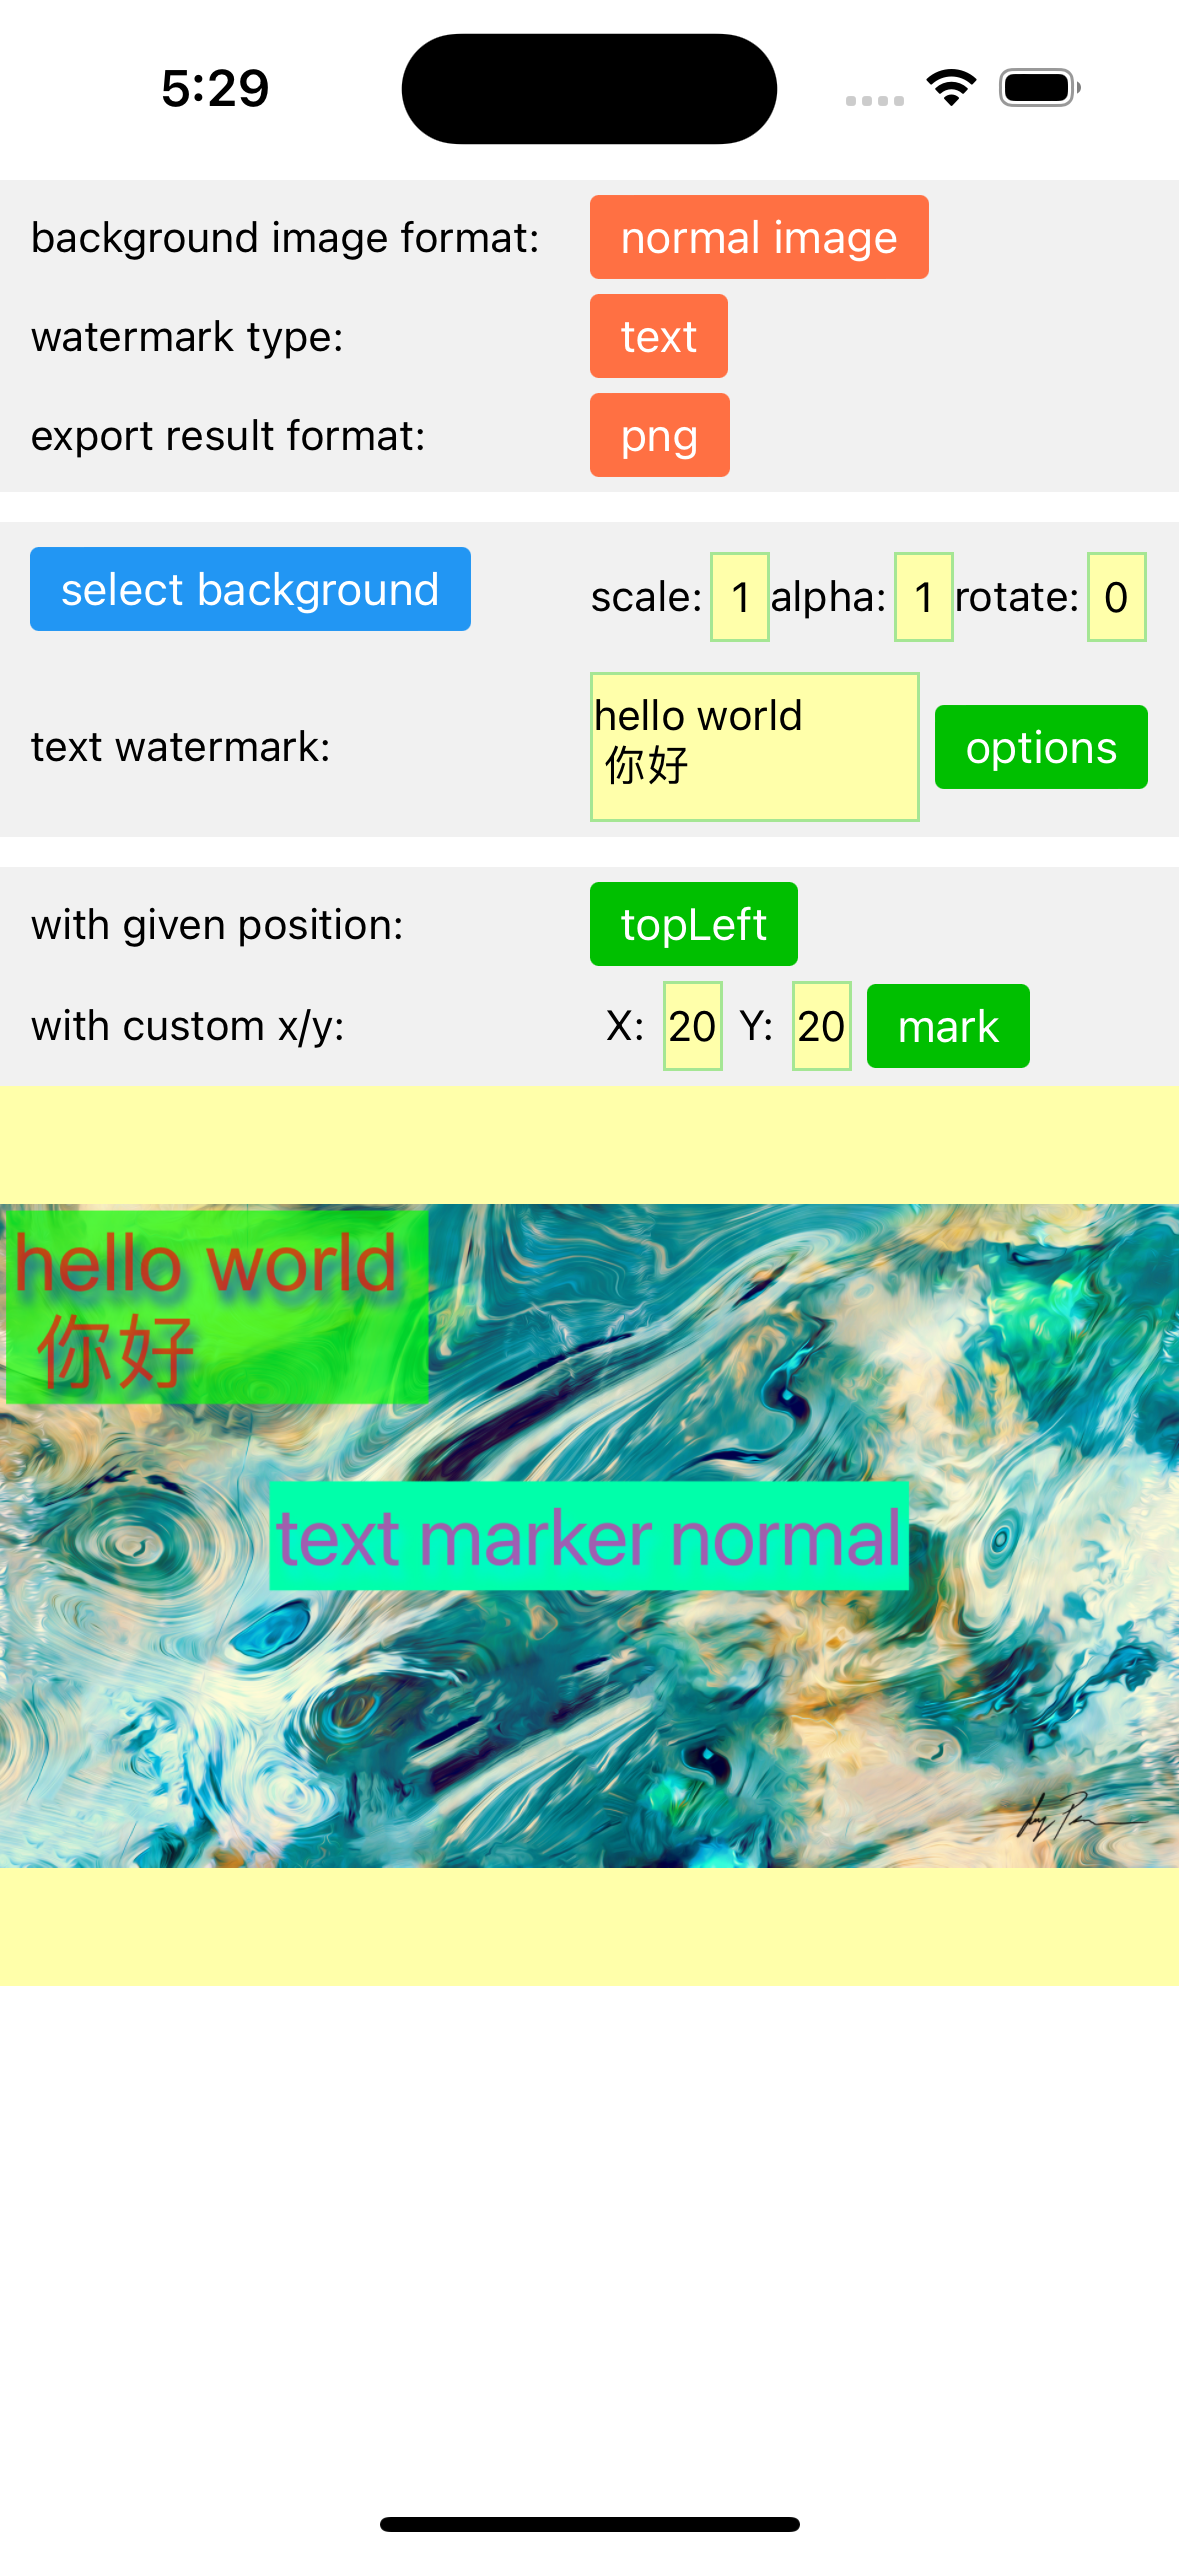 5:29
background image format: normal image
watermark type: text
export result format: png
select background scale: 1 alpha: 1 rotate: 0
text watermark: hello world
你好
options
with given position: topLeft
with custom x/y: X: 20 Y: 20 mark
hello world
你好
text marker normal